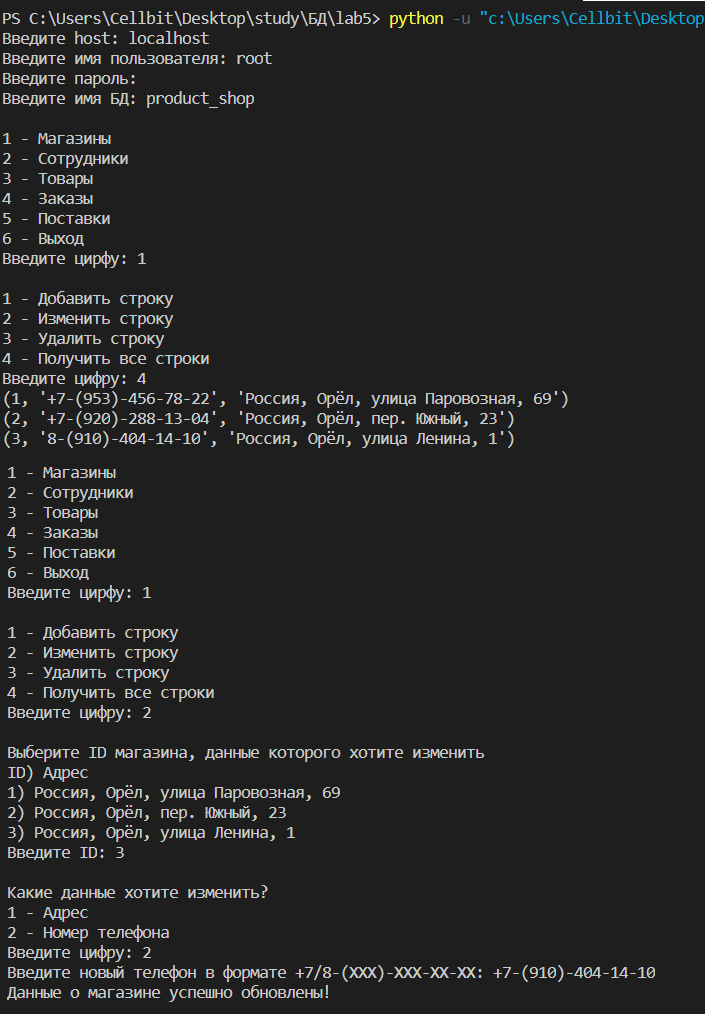 PS C:\Users\Cellbit\Desktop\study\БД\lab5> python -u "c:\Users\Cellbit\Desktop
Введите host: localhost
Введите имя пользователя: root
Введите пароль:
Введите имя БД: product_shop
1 - Магазины
2 - Сотрудники
3 - Товары
4 - Заказы
5 - Поставки
6 - Выход
Введите цирфу: 1
1 - Добавить строку
2 - Изменить строку
3 - Удалить строку
4 - Получить все строки
Введите цифру: 4
(1, '+7-(953)-456-78-22', 'Россия, Орёл, улица Паровозная, 69')
(2, '+7-(920)-288-13-04', 'Россия, Орёл, пер. Южный, 23')
(3, '8-(910)-404-14-10', 'Россия, Орёл, улица Ленина, 1')
1 - Магазины
2 - Сотрудники
3 - Товары
4 - Заказы
5 - Поставки
6 - Выход
Введите цирфу: 1
1 - Добавить строку
2 - Изменить строку
3 - Удалить строку
4 - Получить все строки
Введите цифру: 2
Выберите ID магазина, данные которого хотите изменить
ID) Адрес
1) Россия, Орёл, улица Паровозная, 69
2) Россия, Орёл, пер. Южный, 23
3) Россия, Орёл, улица Ленина, 1
Введите ID: 3
Какие данные хотите изменить?
1 - Адрес
2 - Номер телефона
Введите цифру: 2
Введите новый телефон в формате +7/8-(XXX)-XXX-XX-XX: +7-(910)-404-14-10
Данные о магазине успешно обновлены!